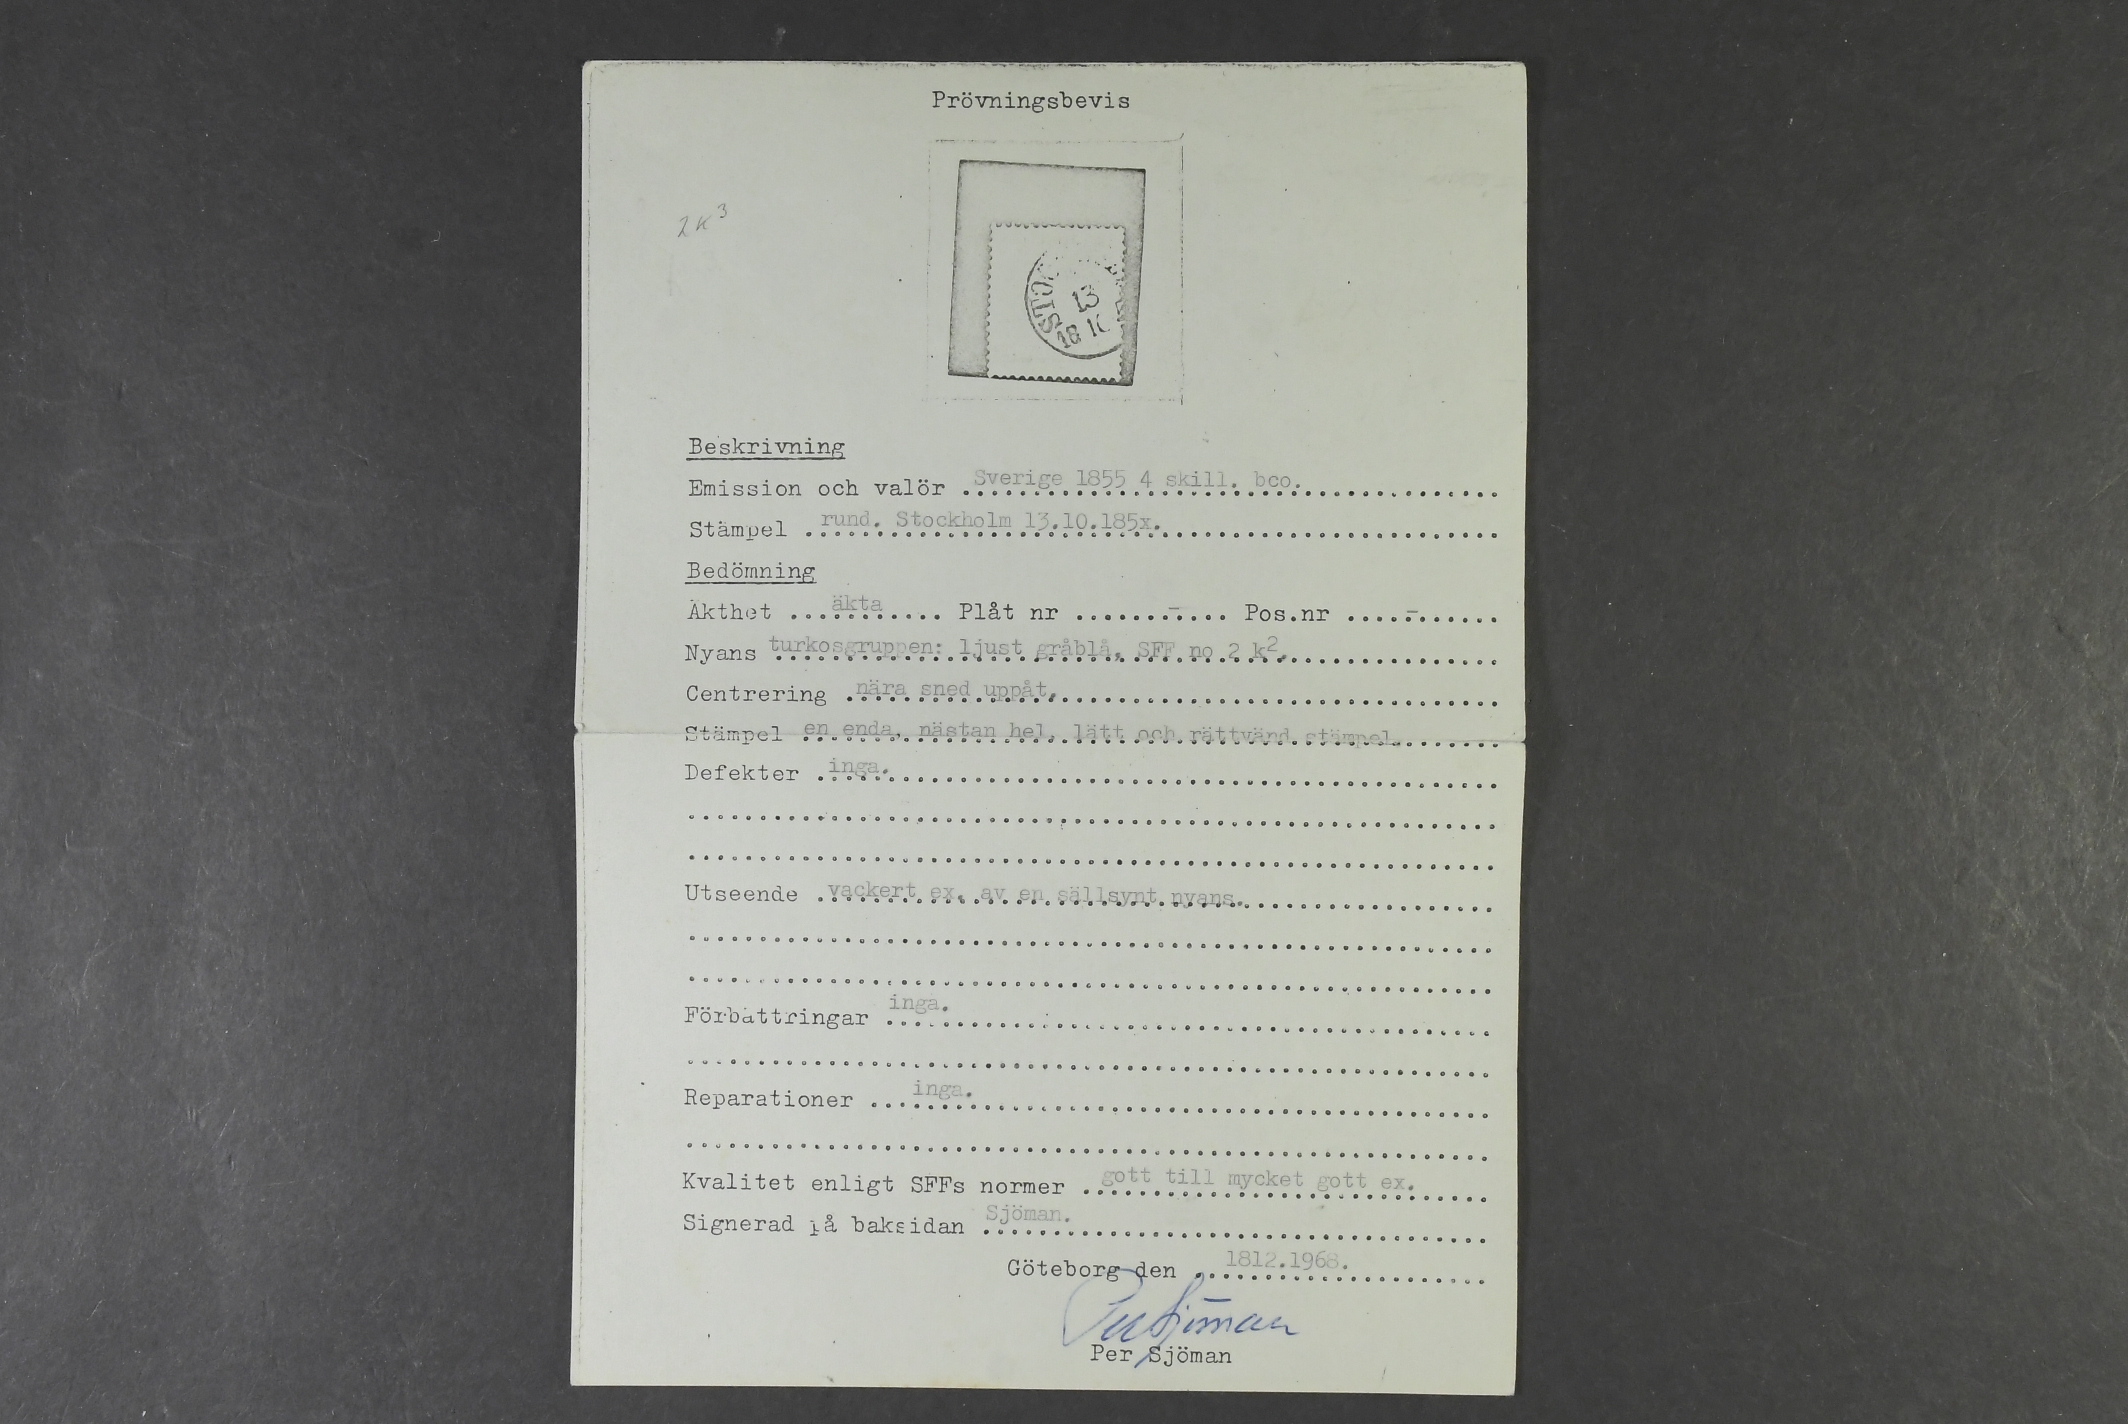 Prövningsbevis
2K3
STOC
13
18 10
Beskrivning
Emission och valör Sverige 1855 4 skill. bco.
Stämpel rund. Stockholm 13.10.185x.
Bedömning
Äkthet ...äkta..... Plåt nr .......-.... Pos.nr ....-......
Nyans turkosgruppen: ljust gråblå, SFF no 2 k2.
Centrering nära sned uppåt.
Stämpel en enda, nästan hel, lätt och rättvänd stämpel.
Defekter inga.
Utseende vackert ex. av en sällsynt nyans.
Förbättringar inga.
Reparationer inga.
Kvalitet enligt SFFs normer gott till mycket gott ex.
Signerad på baksidan Sjöman.
Göteborg den 1812.1968.
Per Sjöman
Per Sjöman